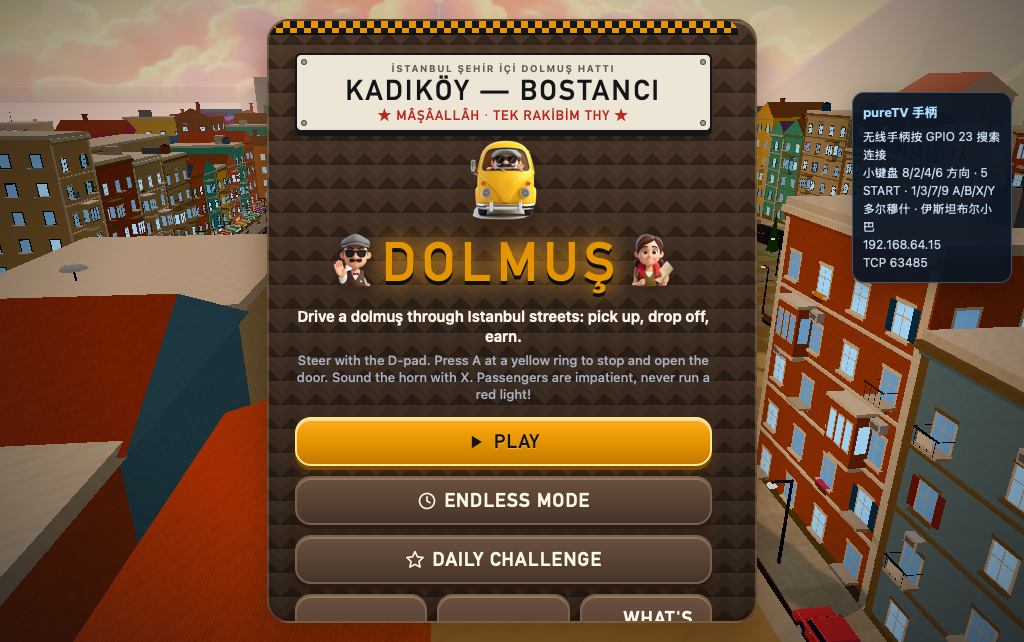 İSTANBUL ŞEHİR İÇİ DOLMUŞ HATTI
KADIKÖY — BOSTANCI
★ MÂŞÂALLÂH · TEK RAKİBİM THY ★
DOLMUŞ
Drive a dolmuş through Istanbul streets: pick up, drop off,
earn.
Steer with the D-pad. Press A at a yellow ring to stop and open the
door. Sound the horn with X. Passengers are impatient, never run a
red light!
PLAY
ENDLESS MODE
DAILY CHALLENGE
WHAT'S
pureTV 手柄
无线手柄按 GPIO 23 搜索
连接
小键盘 8/2/4/6 方向 · 5
START · 1/3/7/9 A/B/X/Y
多尔穆什 · 伊斯坦布尔小
巴
192.168.64.15
TCP 63485